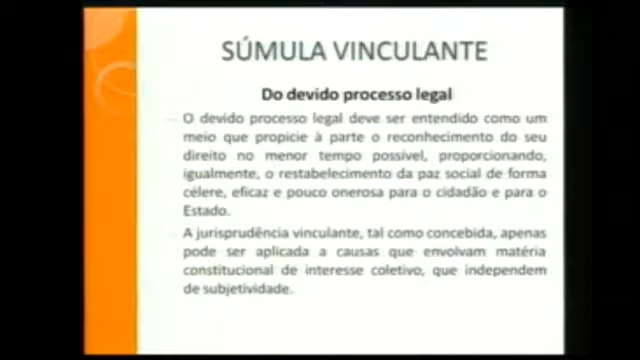 SÚMULA VINCULANTE
Do devido processo legal
O devido processo legal deve ser entendido como um
meio que propicie à parte o reconhecimento do seu
direito no menor tempo possível, proporcionando,
igualmente, o restabelecimento da paz social de forma
célere, eficaz e pouco onerosa para o cidadão e para o
Estado.
A jurisprudência vinculante, tal como concebida, apenas
pode ser aplicada a causas que envolvam matéria
constitucional de interesse coletivo, que independem
de subjetividade.